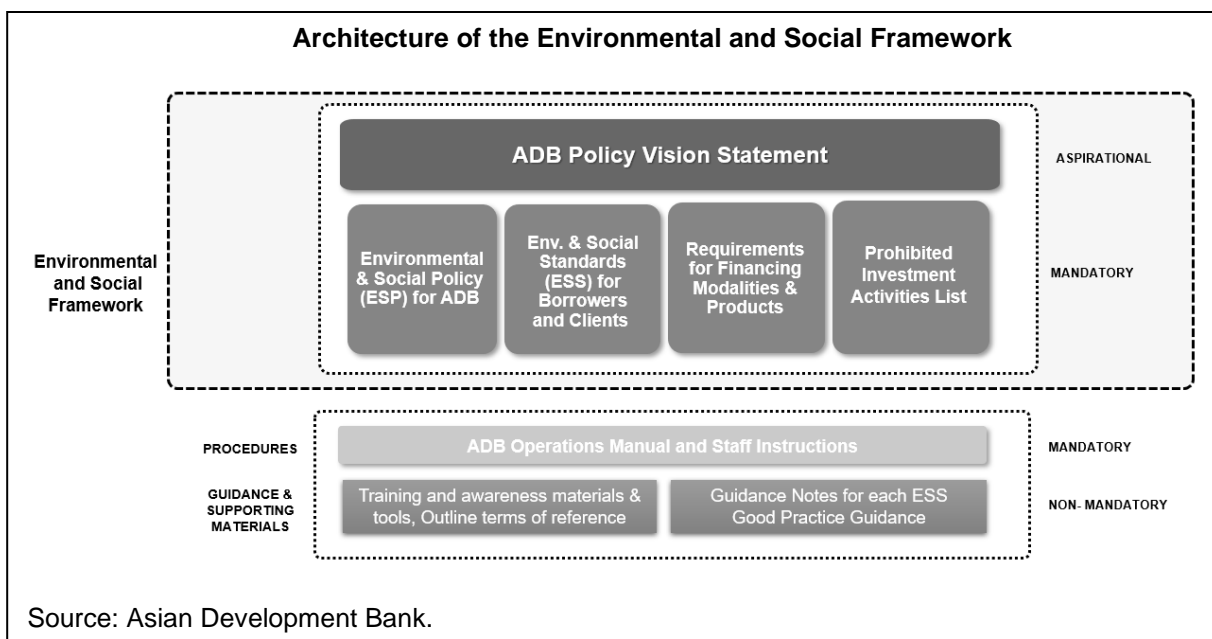 Architecture of the Environmental and Social Framework
ADB Policy Vision Statement
ASPIRATIONAL
Environmental
and Social
Framework
Environmental
& Social Policy
(ESP) for ADB
Env. & Social
Standards
(ESS) for
Borrowers
and Clients
Requirements
for Financing
Modalities &
Products
Prohibited
Investment
Activities List
MANDATORY
PROCEDURES
ADB Operations Manual and Staff Instructions
MANDATORY
GUIDANCE &
SUPPORTING
MATERIALS
Training and awareness materials &
tools, Outline terms of reference
Guidance Notes for each ESS
Good Practice Guidance
NON- MANDATORY
Source: Asian Development Bank.